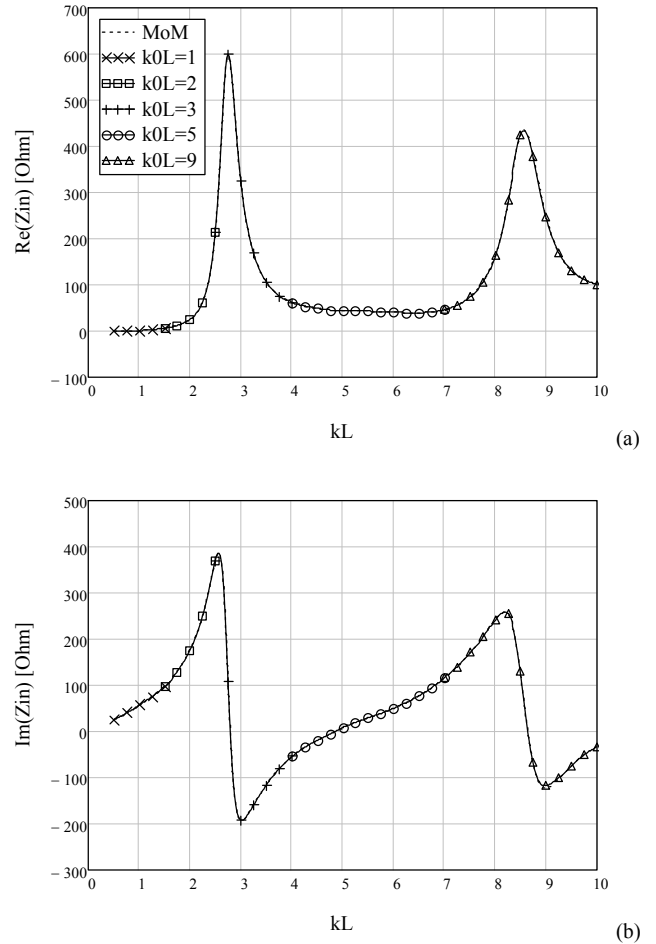 700
600
500
400
300
200
100
0
– 100
Re(Zin) [Ohm]
MoM
k0L=1
k0L=2
k0L=3
k0L=5
k0L=9
0 1 2 3 4 5 6 7 8 9 10
kL
(a)
500
400
300
200
100
0
– 100
– 200
– 300
Im(Zin) [Ohm]
0 1 2 3 4 5 6 7 8 9 10
kL
(b)